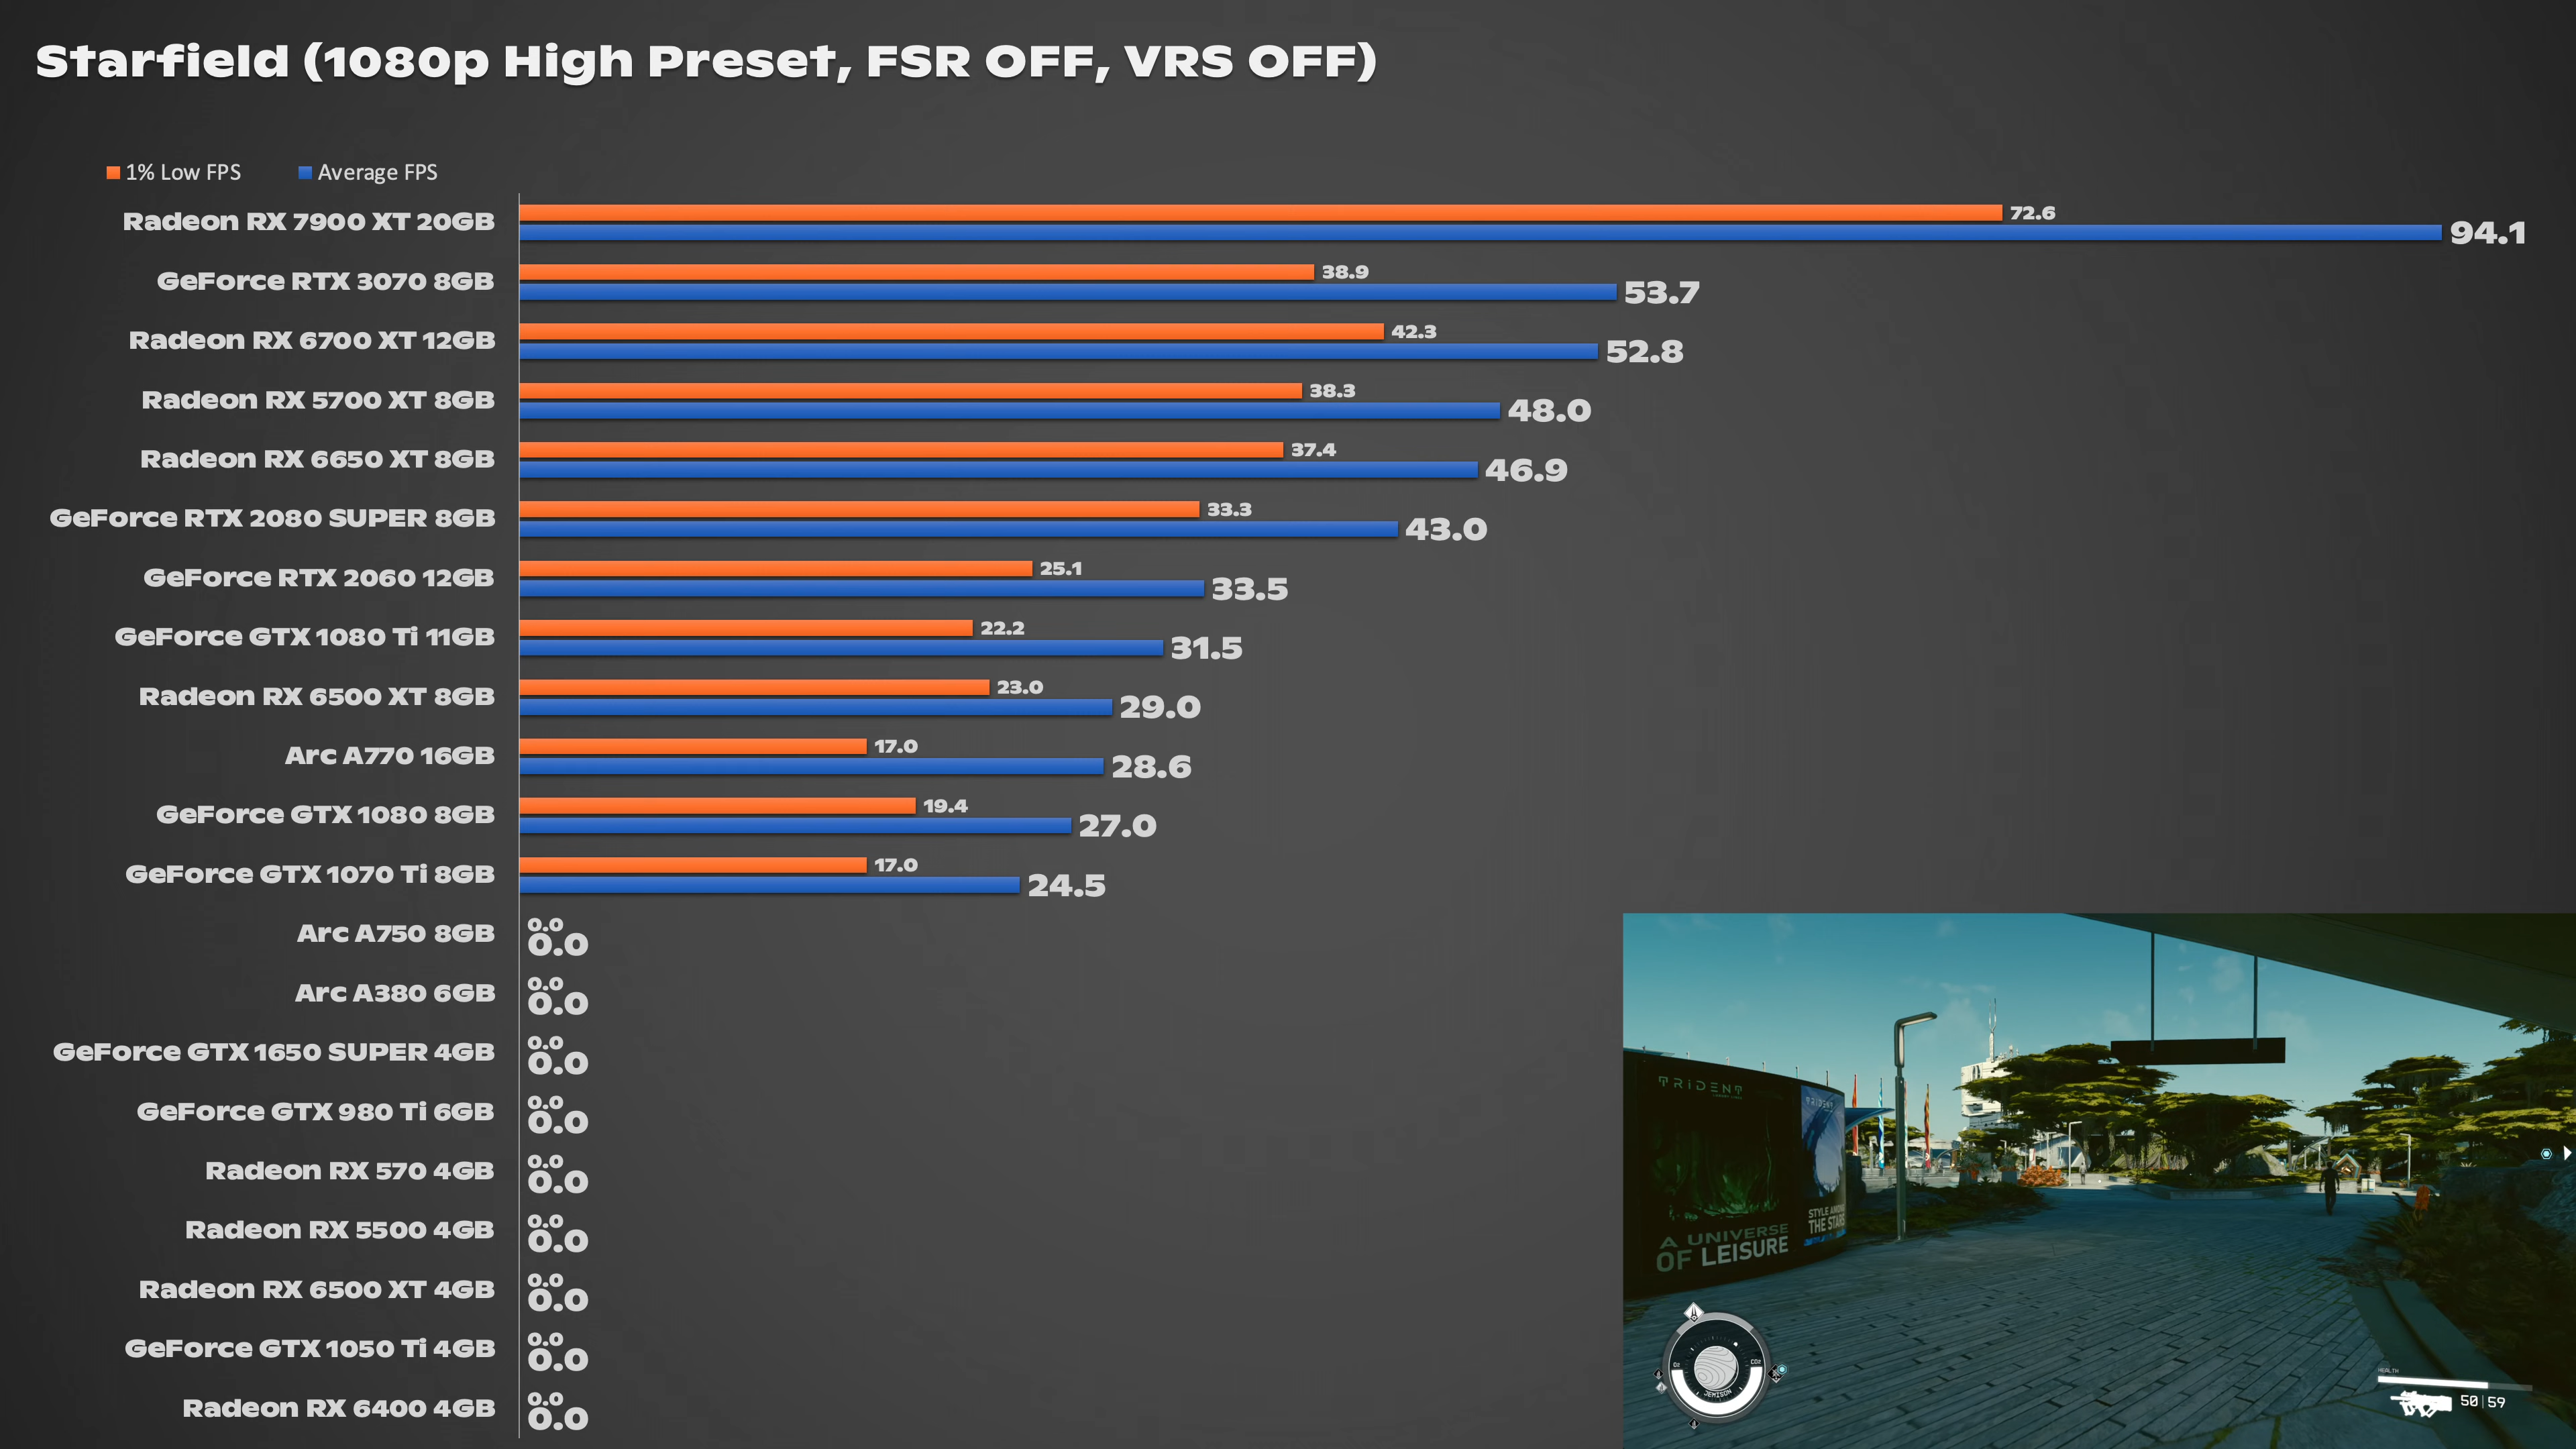 Starfield (1080p High Preset, FSR OFF, VRS OFF)
1% Low FPS Average FPS
Radeon RX 7900 XT 20GB 72.6 94.1
GeForce RTX 3070 8GB 38.9 53.7
Radeon RX 6700 XT 12GB 42.3 52.8
Radeon RX 5700 XT 8GB 38.3 48.0
Radeon RX 6650 XT 8GB 37.4 46.9
GeForce RTX 2080 SUPER 8GB 33.3 43.0
GeForce RTX 2060 12GB 25.1 33.5
GeForce GTX 1080 Ti 11GB 22.2 31.5
Radeon RX 6500 XT 8GB 23.0 29.0
Arc A770 16GB 17.0 28.6
GeForce GTX 1080 8GB 19.4 27.0
GeForce GTX 1070 Ti 8GB 17.0 24.5
Arc A750 8GB 0.0 0.0
Arc A380 6GB 0.0 0.0
GeForce GTX 1650 SUPER 4GB 0.0 0.0
GeForce GTX 980 Ti 6GB 0.0 0.0
Radeon RX 570 4GB 0.0 0.0
Radeon RX 5500 4GB 0.0 0.0
Radeon RX 6500 XT 4GB 0.0 0.0
GeForce GTX 1050 Ti 4GB 0.0 0.0
Radeon RX 6400 4GB 0.0 0.0
TRIDENT
TRIDENT
A UNIVERSE
OF LEISURE
STYLE AMONG
THE STARS
O2 CO2
JEMISON
HEALTH
50|59